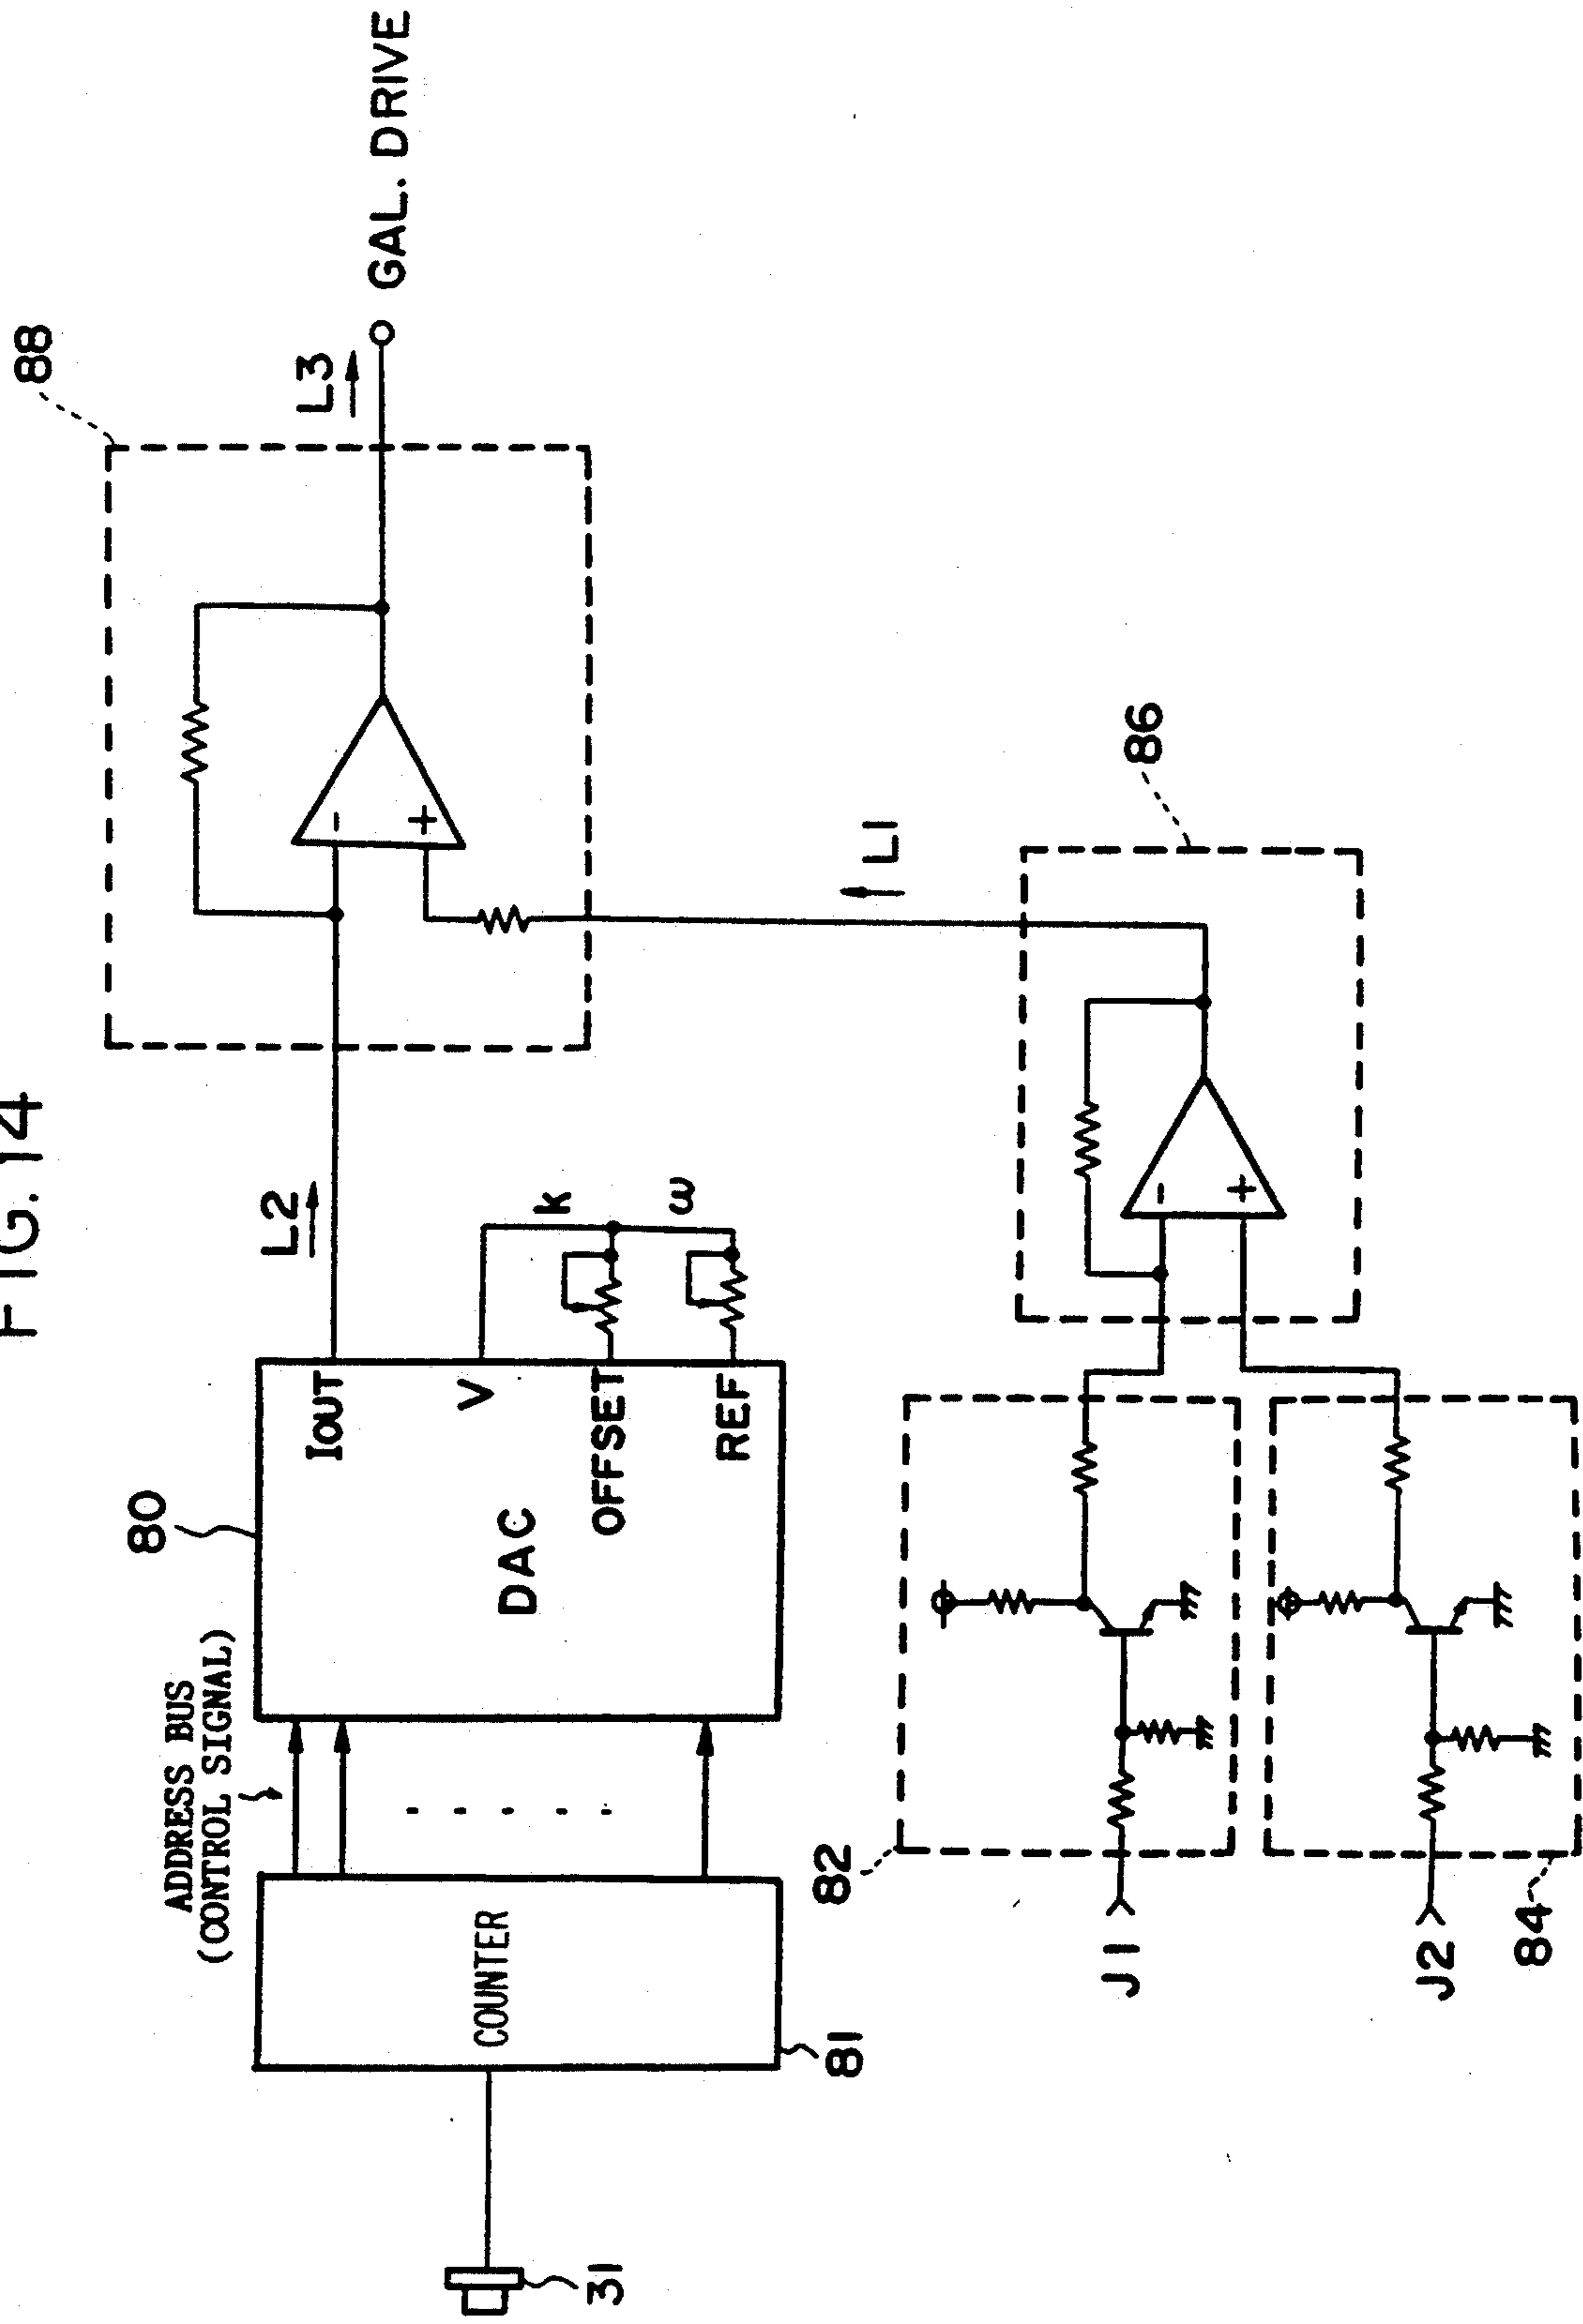 FIG. 14
88
L3
GAL. DRIVE
-
+
L2
L1
80
ADDRESS BUS
(CONTROL SIGNAL)
IOUT
V
OFFSET
REF
k
ω
DAC
COUNTER
81
31
86
-
+
82
J1
84
J2